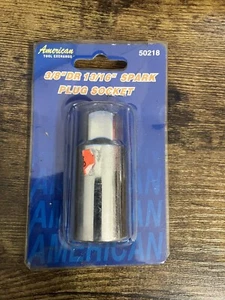 American
TOOL EXCHANGE
50218
3/8"DR 13/16" SPARK
PLUG SOCKET
AMERICAN